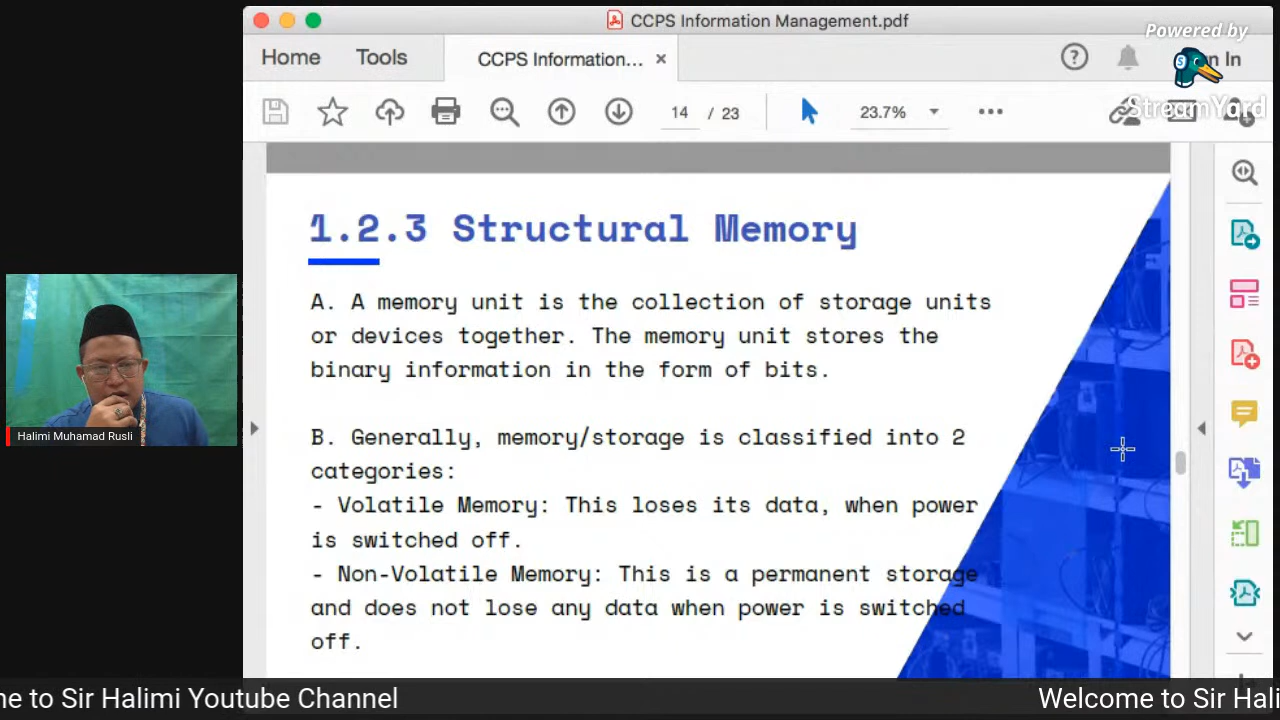 CCPS Information Management.pdf
Powered by
Home Tools CCPS Information... × ? In
S
StreamYard
14 / 23 23.7%
1.2.3 Structural Memory
A. A memory unit is the collection of storage units
or devices together. The memory unit stores the
binary information in the form of bits.
B. Generally, memory/storage is classified into 2
categories:
- Volatile Memory: This loses its data, when power
is switched off.
- Non-Volatile Memory: This is a permanent storage
and does not lose any data when power is switched
off.
Halimi Muhamad Rusli
ne to Sir Halimi Youtube Channel Welcome to Sir Hali